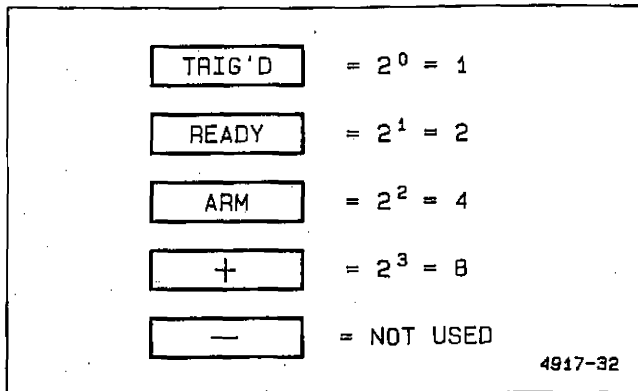 TRIG'D = 2⁰ = 1
READY = 2¹ = 2
ARM = 2² = 4
+ = 2³ = 8
— = NOT USED
4917-32